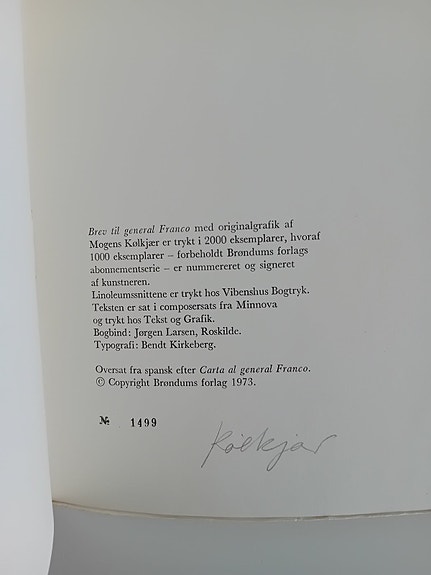 Brev til general Franco med originalgrafik af
Mogens Kølkjær er trykt i 2000 eksemplarer, hvoraf
1000 eksemplarer – forbeholdt Brøndums forlags
abonnementserie – er nummereret og signeret
af kunstneren.
Linoleumssnittene er trykt hos Vibenshus Bogtryk.
Teksten er sat i composersats fra Minnova
og trykt hos Tekst og Grafik.
Bogbind: Jørgen Larsen, Roskilde.
Typografi: Bendt Kirkeberg.
Oversat fra spansk efter Carta al general Franco.
© Copyright Brøndums forlag 1973.
№ 1499
Kølkjær